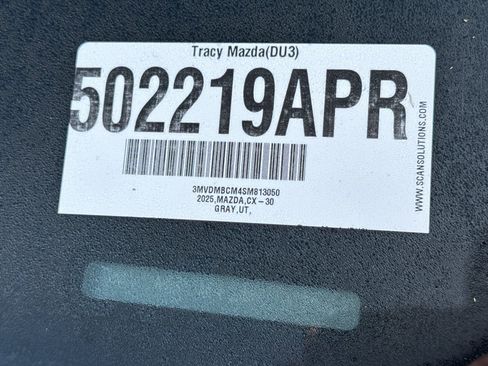 Tracy Mazda(DU3)
502219APR
3MVDMBCM4SM813050
2025,MAZDA,CX-30
GRAY,UT,
WWW.SCANSOLUTIONS.COM